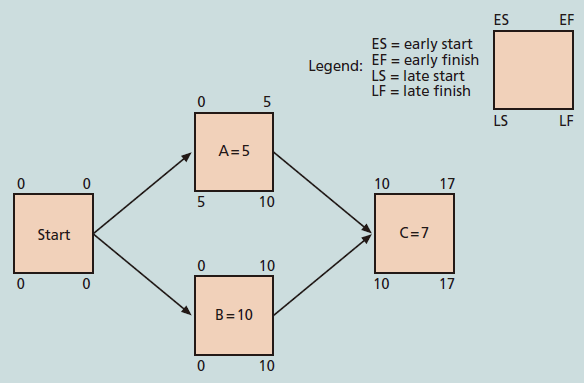 ES EF
Legend: ES = early start
EF = early finish
LS = late start
LF = late finish
LS LF
0 5
A=5
5 10
0 0
Start
0 0
10 17
C=7
10 17
0 10
B=10
0 10